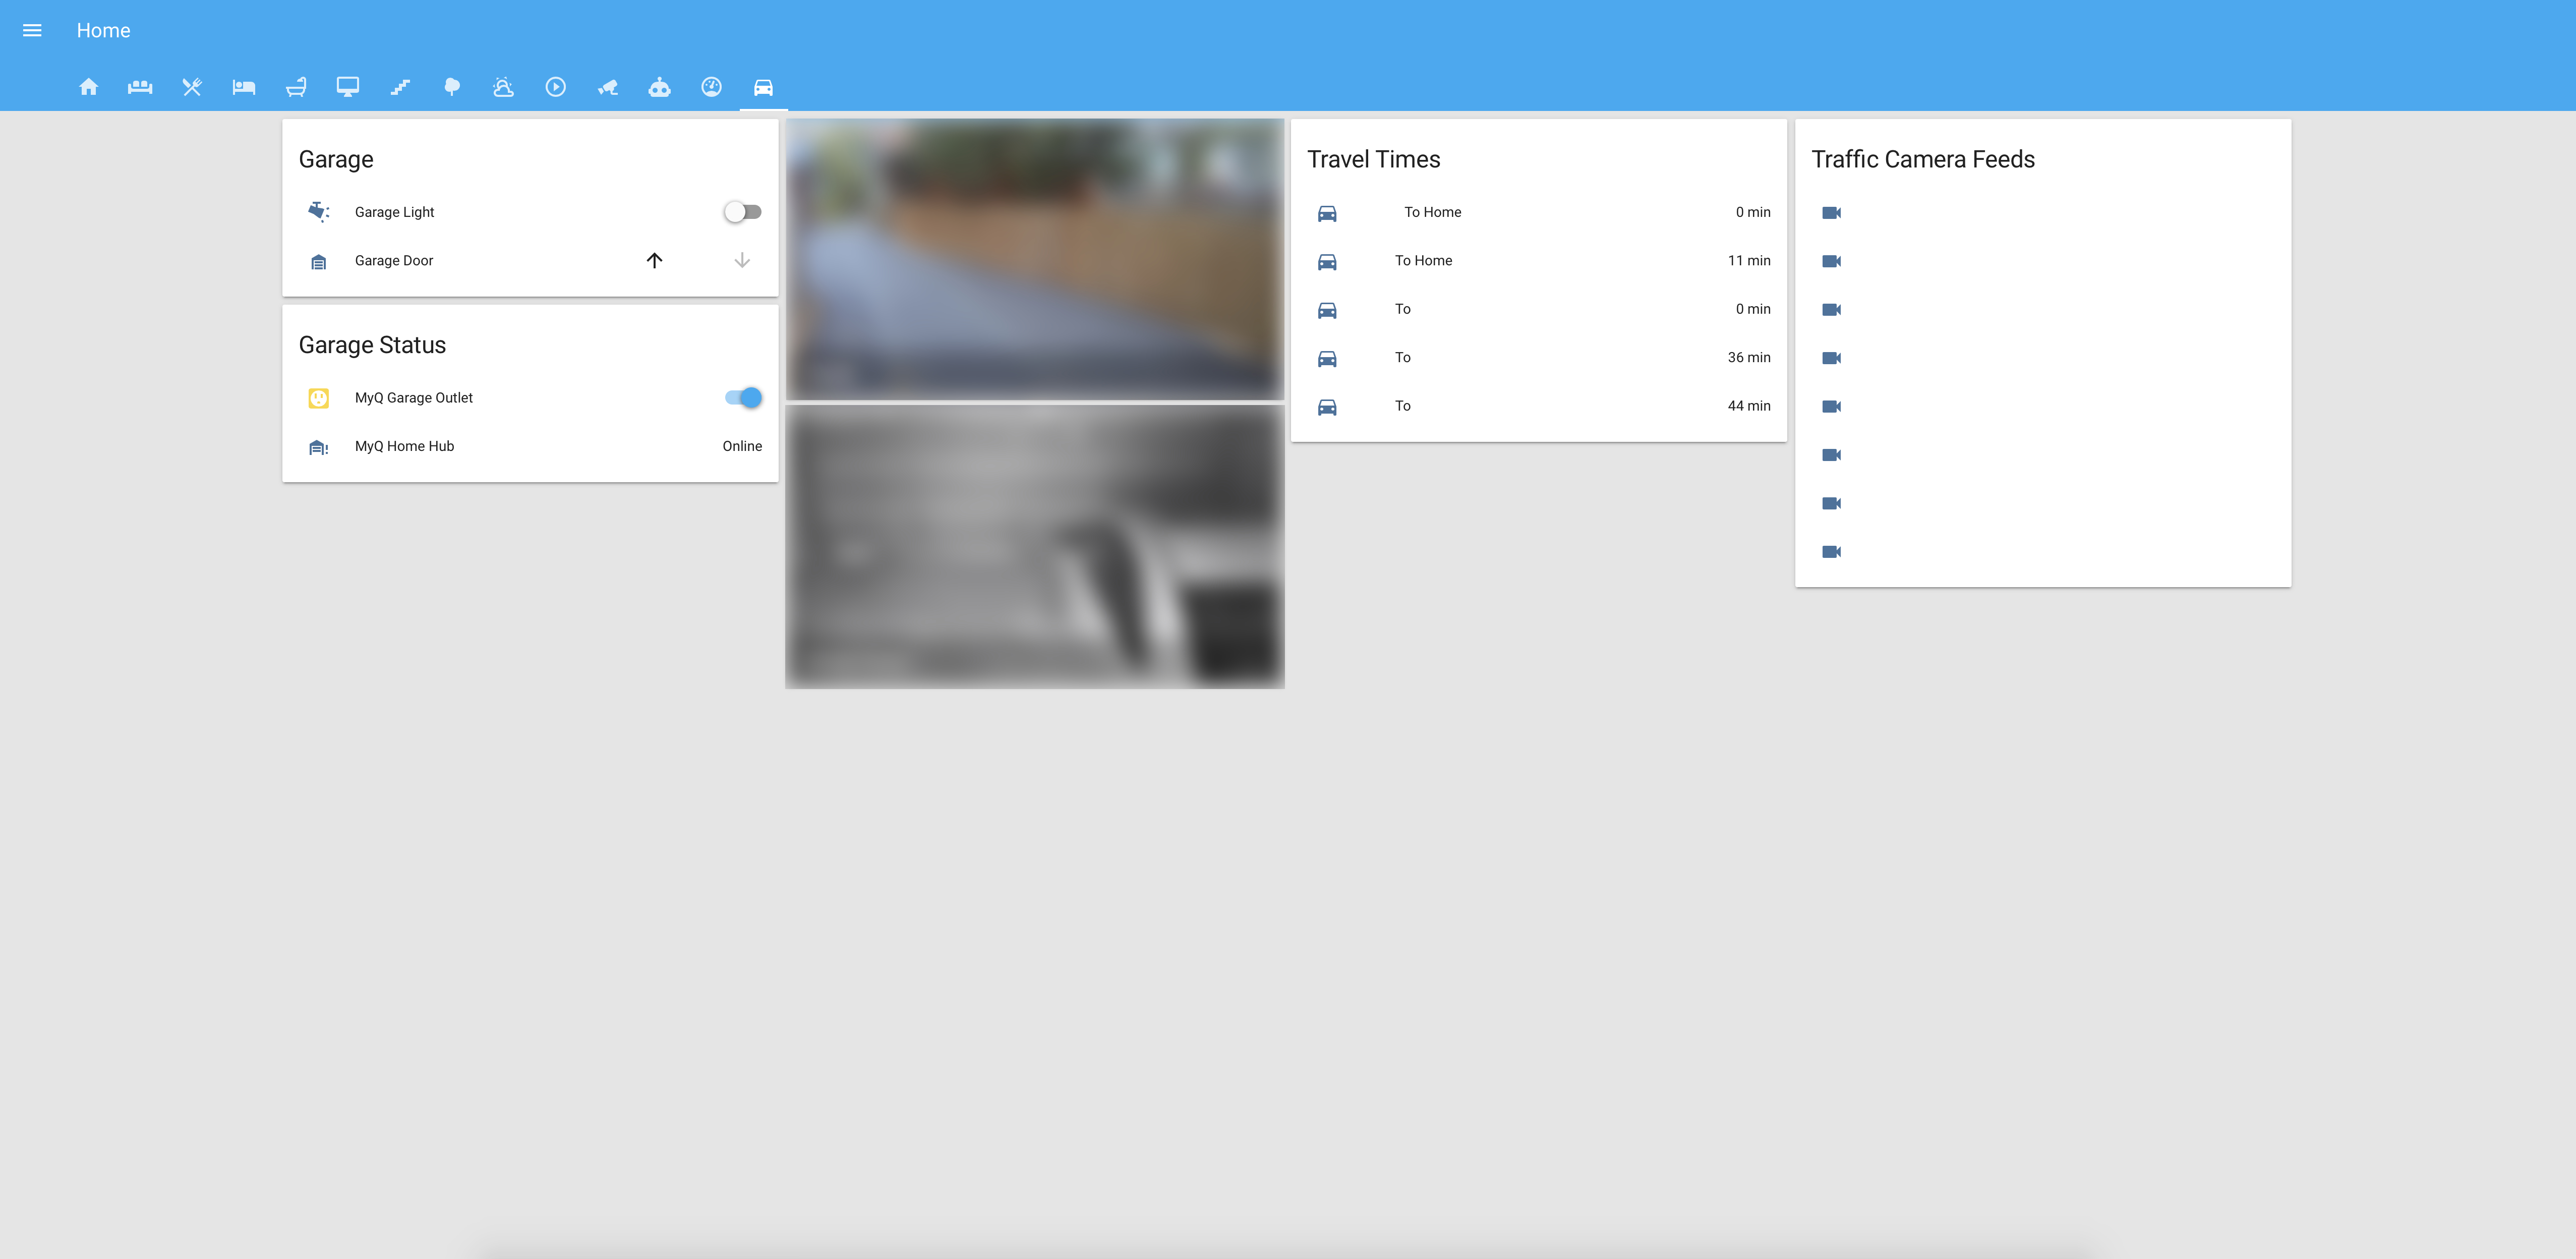 Home
Garage
Garage Light
Garage Door
Garage Status
MyQ Garage Outlet
MyQ Home Hub Online
Travel Times
To Home 0 min
To Home 11 min
To 0 min
To 36 min
To 44 min
Traffic Camera Feeds